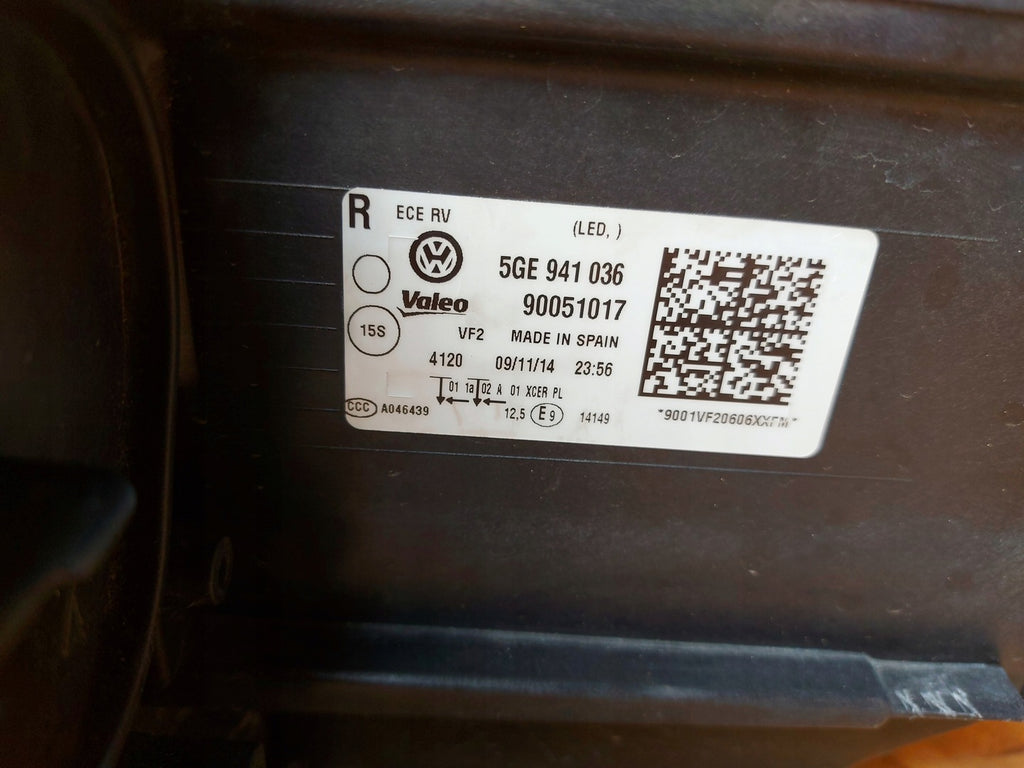 R ECE RV (LED, )
5GE 941 036
Valeo 90051017
15S VF2 MADE IN SPAIN
4120 09/11/14 23:56
01 1a 02 A 01 XCER PL
CCC A046439 12,5 E9 14149
*9001VF20606XXFM*